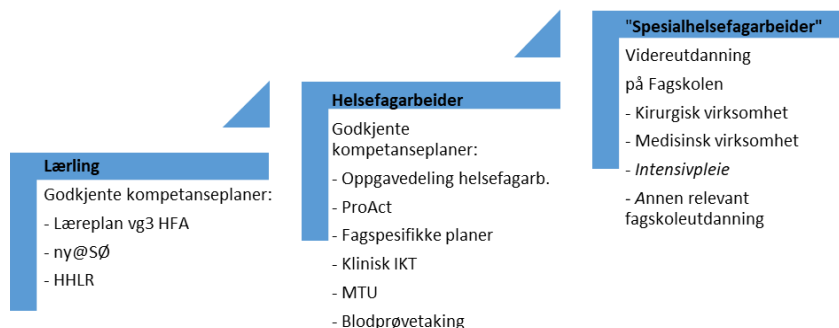 Lærling
Godkjente kompetanseplaner:
- Læreplan vg3 HFA
- ny@SØ
- HHLR
Helsefagarbeider
Godkjente
kompetanseplaner:
- Oppgavedeling helsefagarb.
- ProAct
- Fagspesifikke planer
- Klinisk IKT
- MTU
- Blodprøvetaking
"Spesialhelsefagarbeider"
Videreutdanning
på Fagskolen
- Kirurgisk virksomhet
- Medisinsk virksomhet
- Intensivpleie
- Annen relevant
fagskoleutdanning